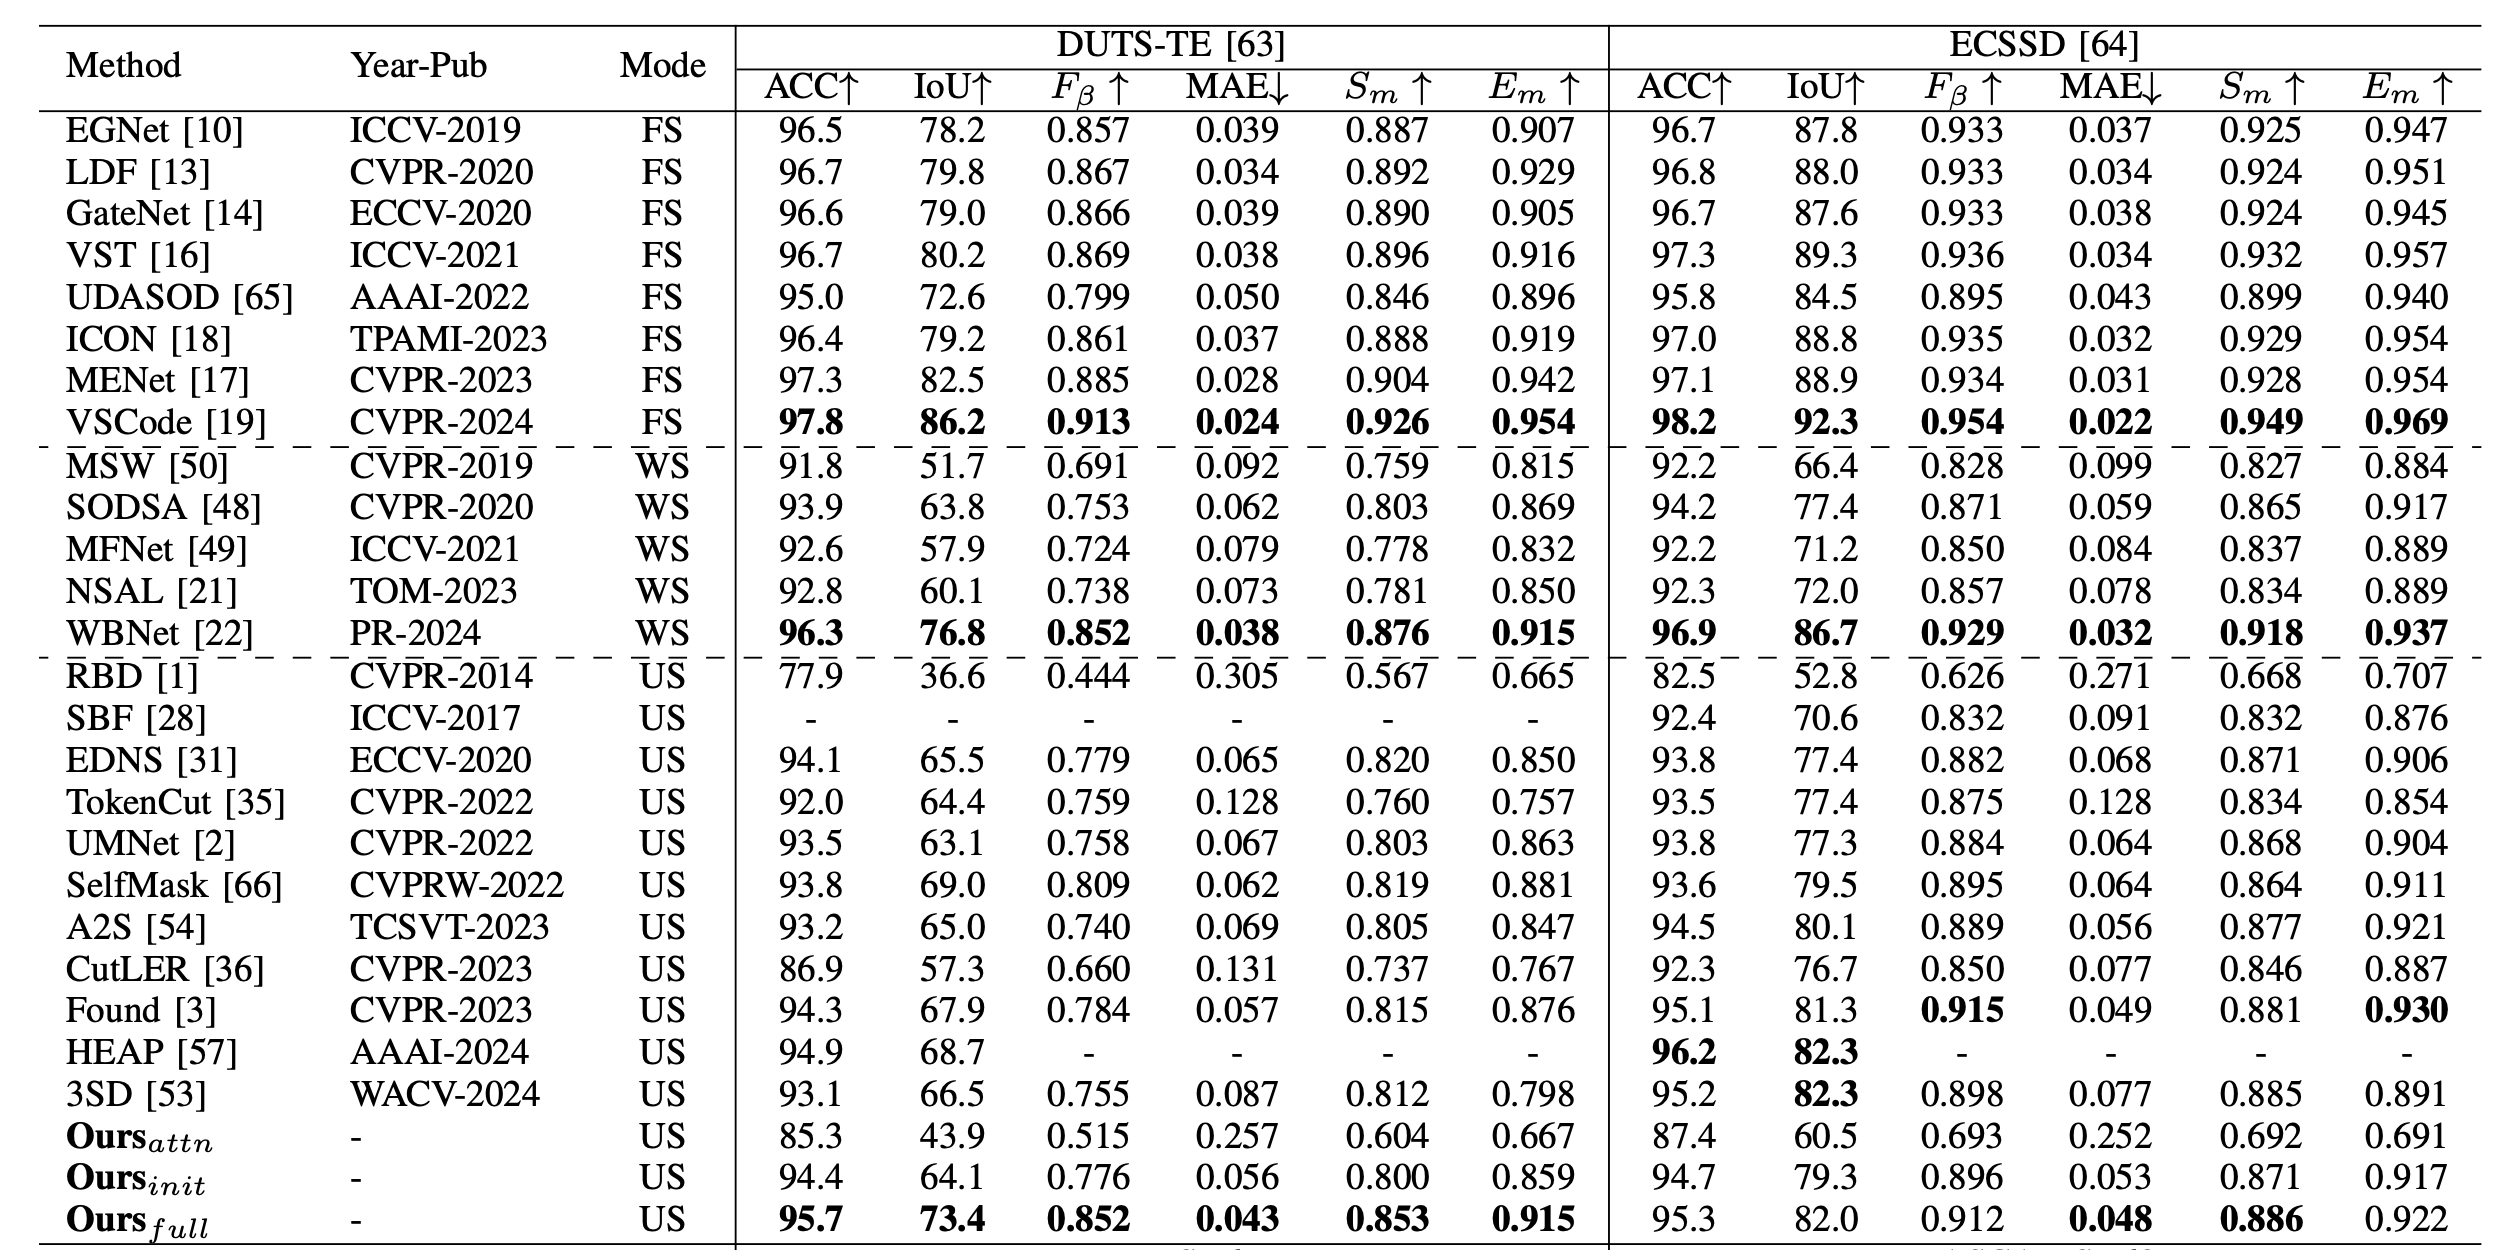 Method Year-Pub Mode DUTS-TE [63] ECSSD [64]
ACC↑ IoU↑ Fβ ↑ MAE↓ Sm ↑ Em ↑ ACC↑ IoU↑ Fβ ↑ MAE↓ Sm ↑ Em ↑
EGNet [10] ICCV-2019 FS 96.5 78.2 0.857 0.039 0.887 0.907 96.7 87.8 0.933 0.037 0.925 0.947
LDF [13] CVPR-2020 FS 96.7 79.8 0.867 0.034 0.892 0.929 96.8 88.0 0.933 0.034 0.924 0.951
GateNet [14] ECCV-2020 FS 96.6 79.0 0.866 0.039 0.890 0.905 96.7 87.6 0.933 0.038 0.924 0.945
VST [16] ICCV-2021 FS 96.7 80.2 0.869 0.038 0.896 0.916 97.3 89.3 0.936 0.034 0.932 0.957
UDASOD [65] AAAI-2022 FS 95.0 72.6 0.799 0.050 0.846 0.896 95.8 84.5 0.895 0.043 0.899 0.940
ICON [18] TPAMI-2023 FS 96.4 79.2 0.861 0.037 0.888 0.919 97.0 88.8 0.935 0.032 0.929 0.954
MENet [17] CVPR-2023 FS 97.3 82.5 0.885 0.028 0.904 0.942 97.1 88.9 0.934 0.031 0.928 0.954
VSCode [19] CVPR-2024 FS 97.8 86.2 0.913 0.024 0.926 0.954 98.2 92.3 0.954 0.022 0.949 0.969
MSW [50] CVPR-2019 WS 91.8 51.7 0.691 0.092 0.759 0.815 92.2 66.4 0.828 0.099 0.827 0.884
SODSA [48] CVPR-2020 WS 93.9 63.8 0.753 0.062 0.803 0.869 94.2 77.4 0.871 0.059 0.865 0.917
MFNet [49] ICCV-2021 WS 92.6 57.9 0.724 0.079 0.778 0.832 92.2 71.2 0.850 0.084 0.837 0.889
NSAL [21] TOM-2023 WS 92.8 60.1 0.738 0.073 0.781 0.850 92.3 72.0 0.857 0.078 0.834 0.889
WBNet [22] PR-2024 WS 96.3 76.8 0.852 0.038 0.876 0.915 96.9 86.7 0.929 0.032 0.918 0.937
RBD [1] CVPR-2014 US 77.9 36.6 0.444 0.305 0.567 0.665 82.5 52.8 0.626 0.271 0.668 0.707
SBF [28] ICCV-2017 US - - - - - - 92.4 70.6 0.832 0.091 0.832 0.876
EDNS [31] ECCV-2020 US 94.1 65.5 0.779 0.065 0.820 0.850 93.8 77.4 0.882 0.068 0.871 0.906
TokenCut [35] CVPR-2022 US 92.0 64.4 0.759 0.128 0.760 0.757 93.5 77.4 0.875 0.128 0.834 0.854
UMNet [2] CVPR-2022 US 93.5 63.1 0.758 0.067 0.803 0.863 93.8 77.3 0.884 0.064 0.868 0.904
SelfMask [66] CVPRW-2022 US 93.8 69.0 0.809 0.062 0.819 0.881 93.6 79.5 0.895 0.064 0.864 0.911
A2S [54] TCSVT-2023 US 93.2 65.0 0.740 0.069 0.805 0.847 94.5 80.1 0.889 0.056 0.877 0.921
CutLER [36] CVPR-2023 US 86.9 57.3 0.660 0.131 0.737 0.767 92.3 76.7 0.850 0.077 0.846 0.887
Found [3] CVPR-2023 US 94.3 67.9 0.784 0.057 0.815 0.876 95.1 81.3 0.915 0.049 0.881 0.930
HEAP [57] AAAI-2024 US 94.9 68.7 - - - - 96.2 82.3 - - - -
3SD [53] WACV-2024 US 93.1 66.5 0.755 0.087 0.812 0.798 95.2 82.3 0.898 0.077 0.885 0.891
Ours attn - US 85.3 43.9 0.515 0.257 0.604 0.667 87.4 60.5 0.693 0.252 0.692 0.691
Ours init - US 94.4 64.1 0.776 0.056 0.800 0.859 94.7 79.3 0.896 0.053 0.871 0.917
Ours full - US 95.7 73.4 0.852 0.043 0.853 0.915 95.3 82.0 0.912 0.048 0.886 0.922